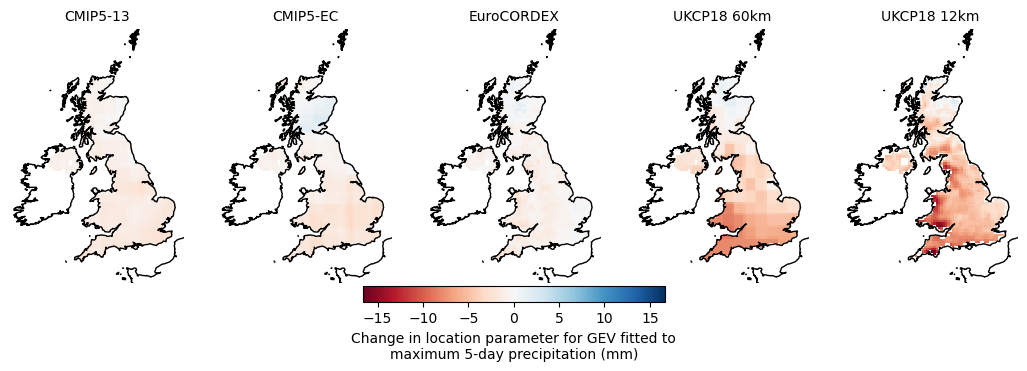 CMIP5-13 CMIP5-EC EuroCORDEX UKCP18 60km UKCP18 12km
−15 −10 −5 0 5 10 15
Change in location parameter for GEV fitted to
maximum 5-day precipitation (mm)